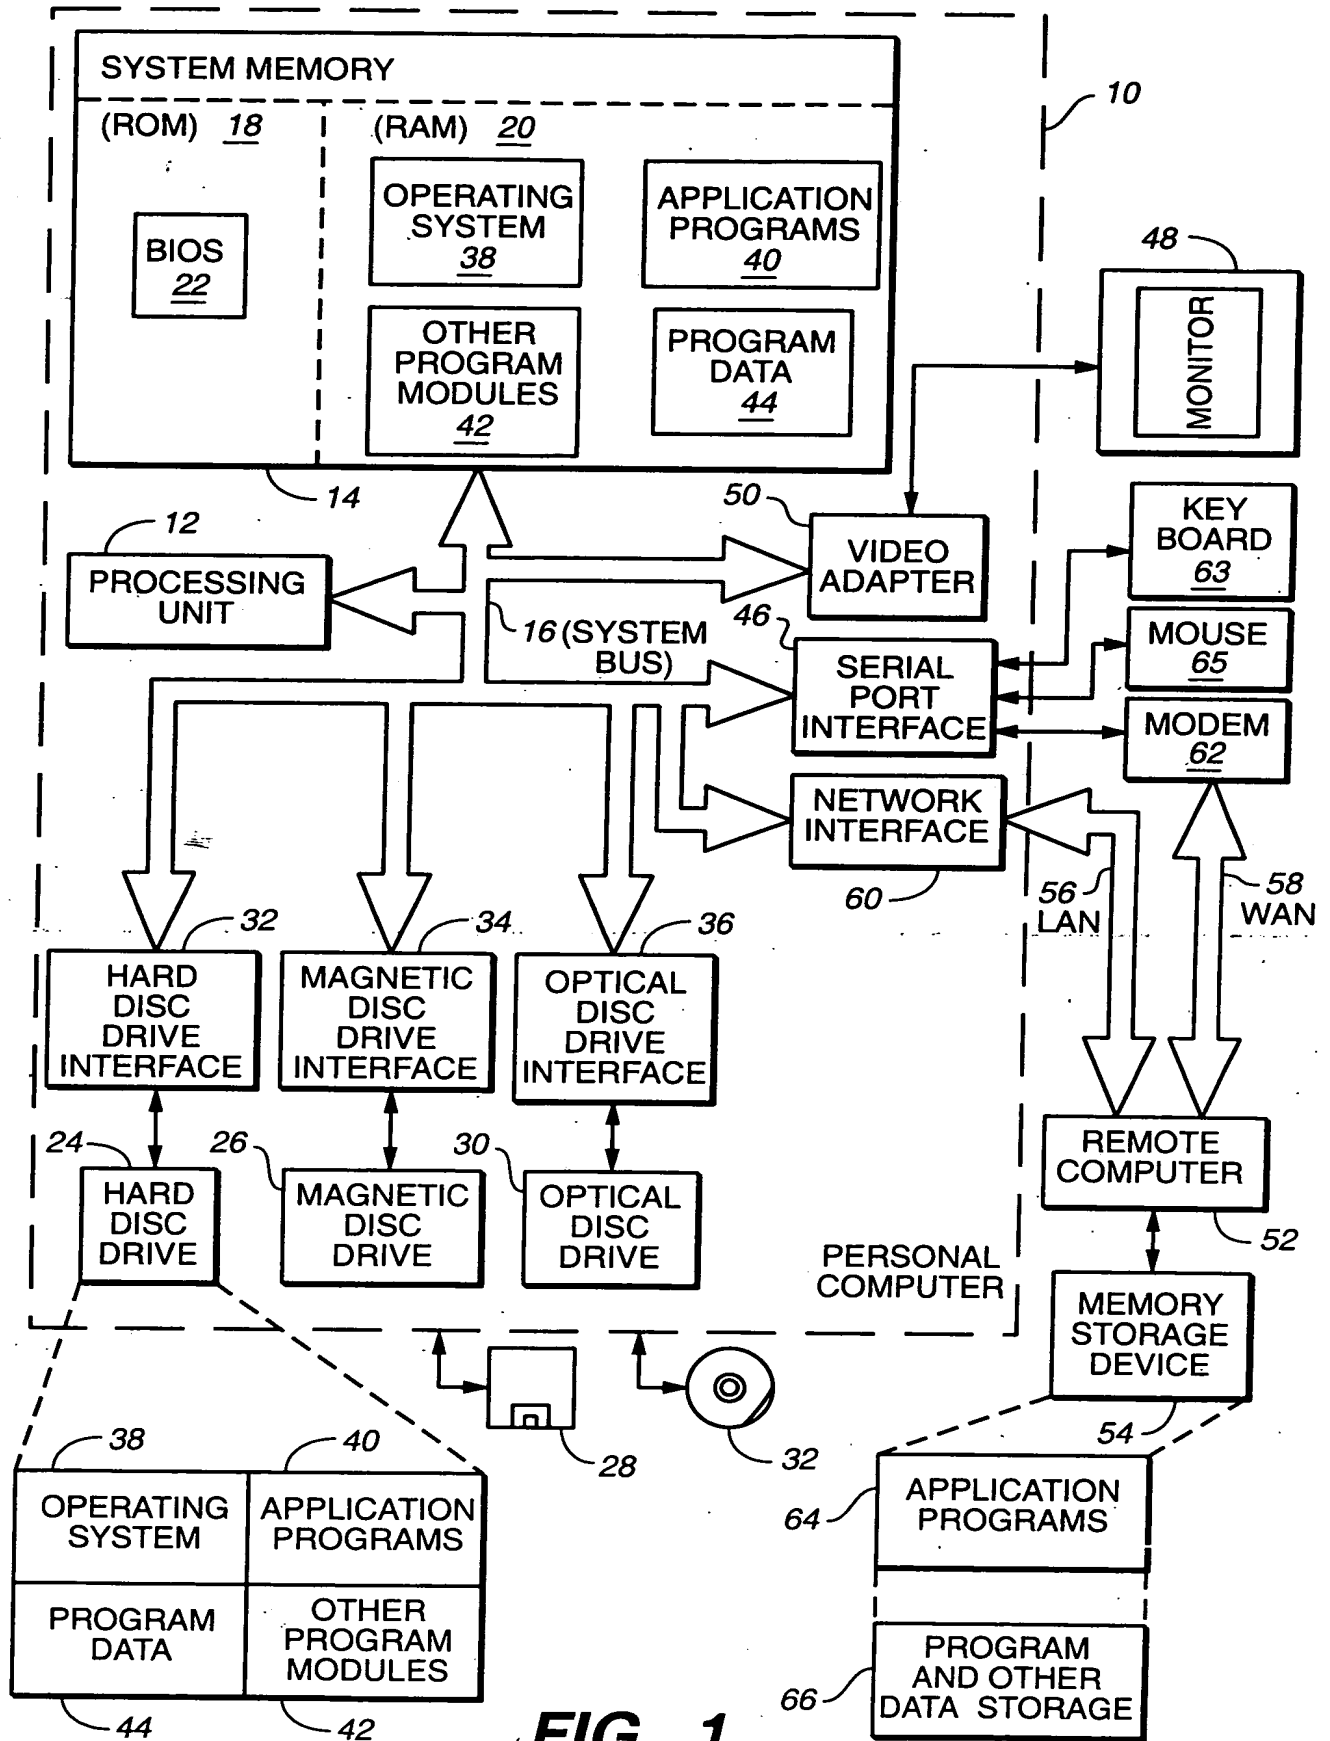 SYSTEM MEMORY
(ROM) 18
(RAM) 20
BIOS
22
OPERATING
SYSTEM
38
APPLICATION
PROGRAMS
40
OTHER
PROGRAM
MODULES
42
PROGRAM
DATA
44
10
48
MONITOR
14
12
PROCESSING
UNIT
50
VIDEO
ADAPTER
16 (SYSTEM
BUS)
46
SERIAL
PORT
INTERFACE
KEY
BOARD
63
MOUSE
65
MODEM
62
NETWORK
INTERFACE
60
56
LAN
58
WAN
32
HARD
DISC
DRIVE
INTERFACE
34
MAGNETIC
DISC
DRIVE
INTERFACE
36
OPTICAL
DISC
DRIVE
INTERFACE
24
HARD
DISC
DRIVE
26
MAGNETIC
DISC
DRIVE
30
OPTICAL
DISC
DRIVE
PERSONAL
COMPUTER
REMOTE
COMPUTER
52
MEMORY
STORAGE
DEVICE
54
28
32
38
40
OPERATING
SYSTEM
APPLICATION
PROGRAMS
PROGRAM
DATA
OTHER
PROGRAM
MODULES
44
42
64
APPLICATION
PROGRAMS
66
PROGRAM
AND OTHER
DATA STORAGE
FIG. 1